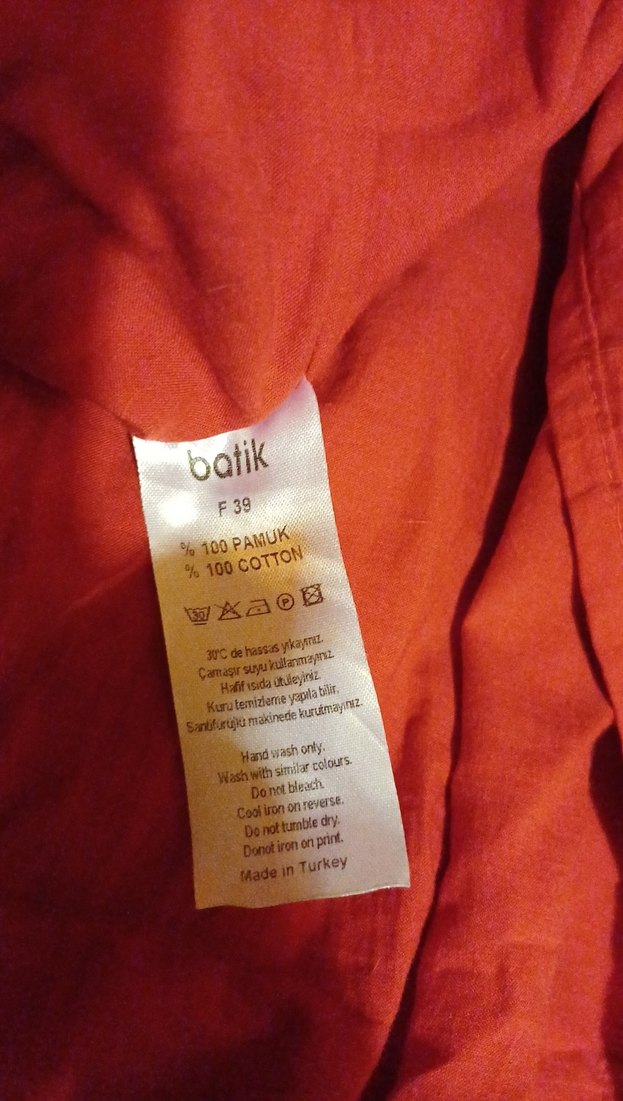 batik
F 39
% 100 PAMUK
% 100 COTTON
30
P
30°C de hassas yıkayınız.
Çamaşır suyu kullanmayınız.
Hafif ısıda ütüleyiniz.
Kuru temizleme yapıla bilir.
Santifürüjlü makinede kurutmayınız.
Hand wash only.
Wash with similar colours.
Do not bleach.
Cool iron on reverse.
Do not tumble dry.
Donot iron on print.
Made in Turkey